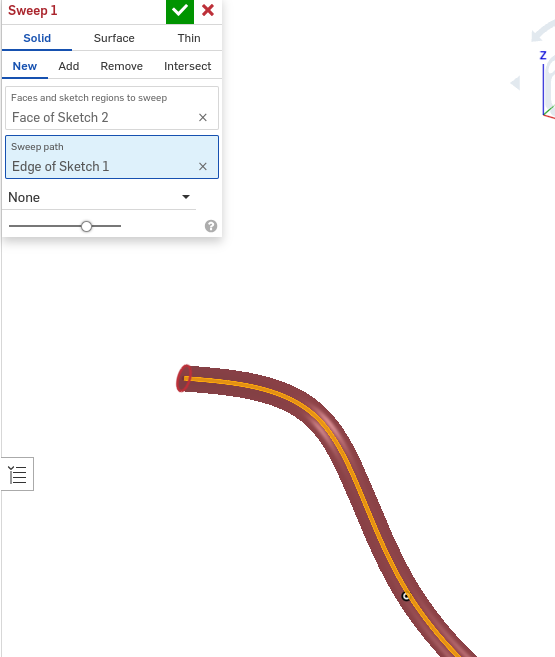 Sweep 1
Solid Surface Thin
New Add Remove Intersect
Faces and sketch regions to sweep
Face of Sketch 2
Sweep path
Edge of Sketch 1
None
?
Z